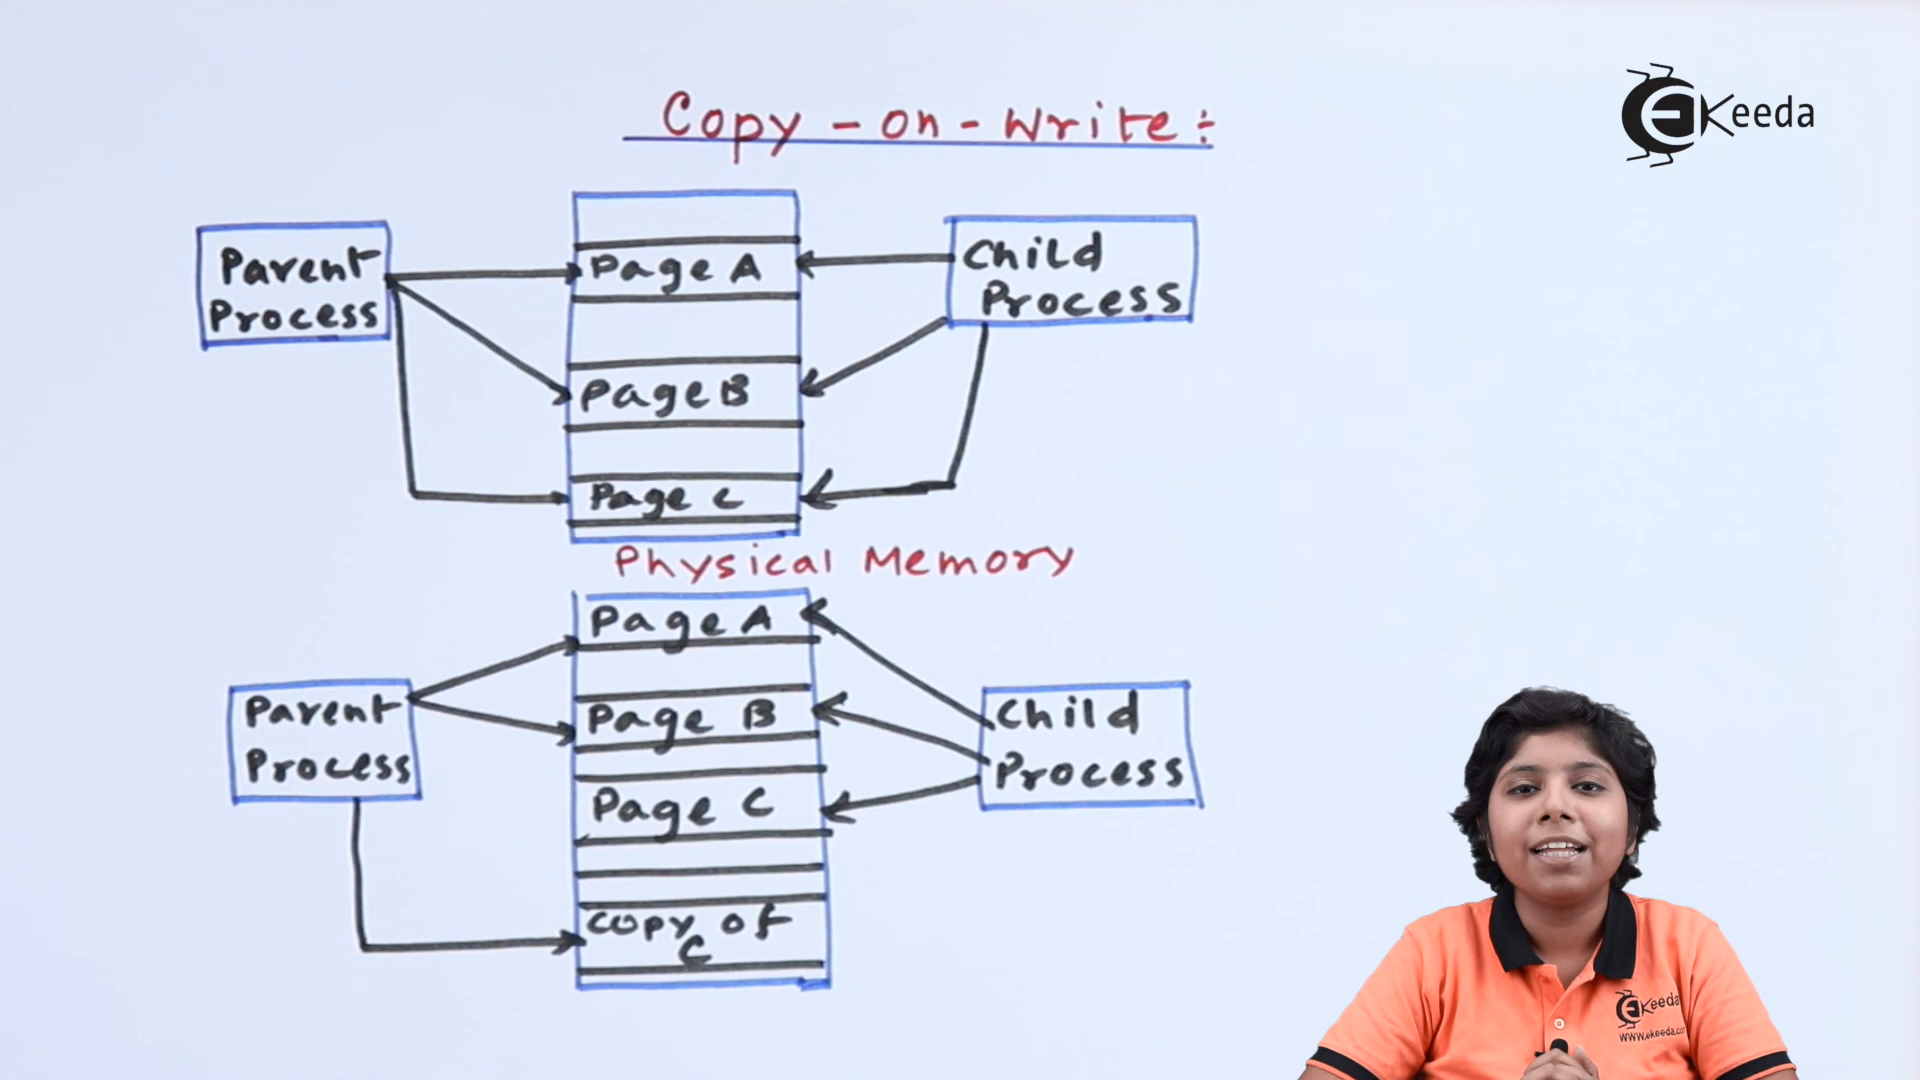 Copy-on-Write:
EKeeda
Parent
Process
Page A
Page B
Page C
Child
Process
Physical Memory
Parent
Process
Page A
Page B
Page C
Copy of
C
Child
Process
EKeeda
www.ekeeda.co